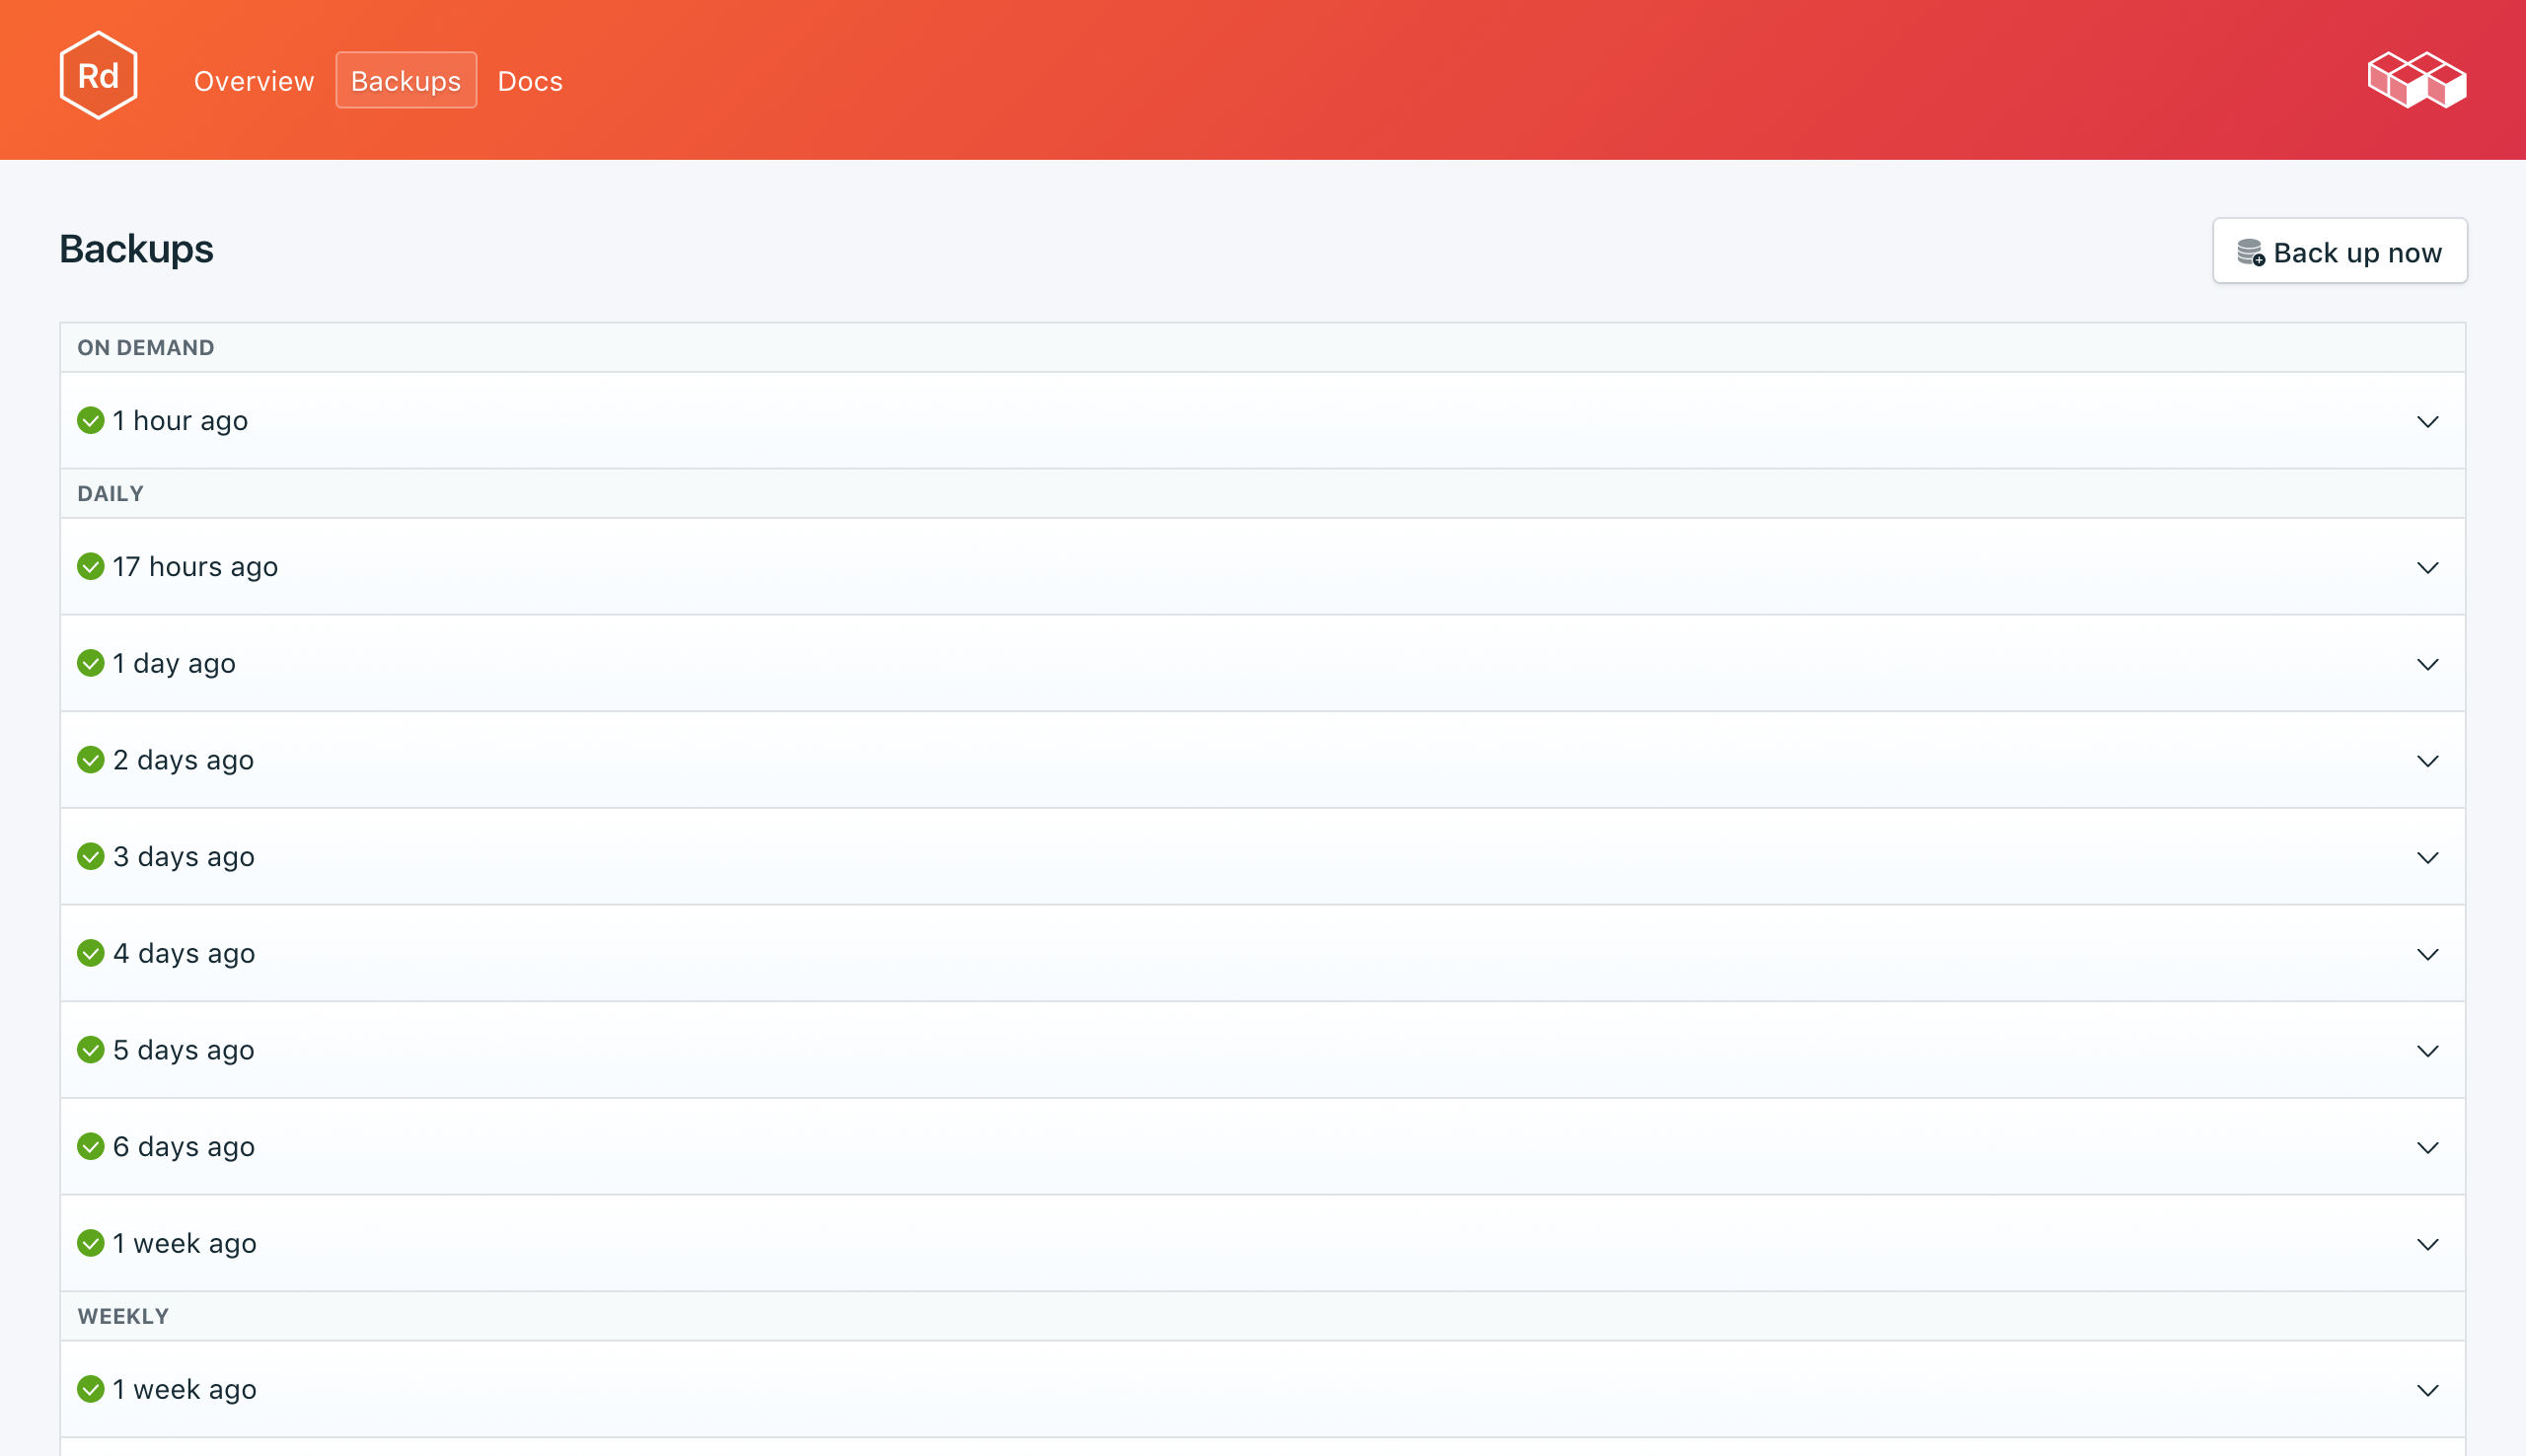 Rd
Overview Backups Docs
Backups
Back up now
ON DEMAND
1 hour ago
DAILY
17 hours ago
1 day ago
2 days ago
3 days ago
4 days ago
5 days ago
6 days ago
1 week ago
WEEKLY
1 week ago